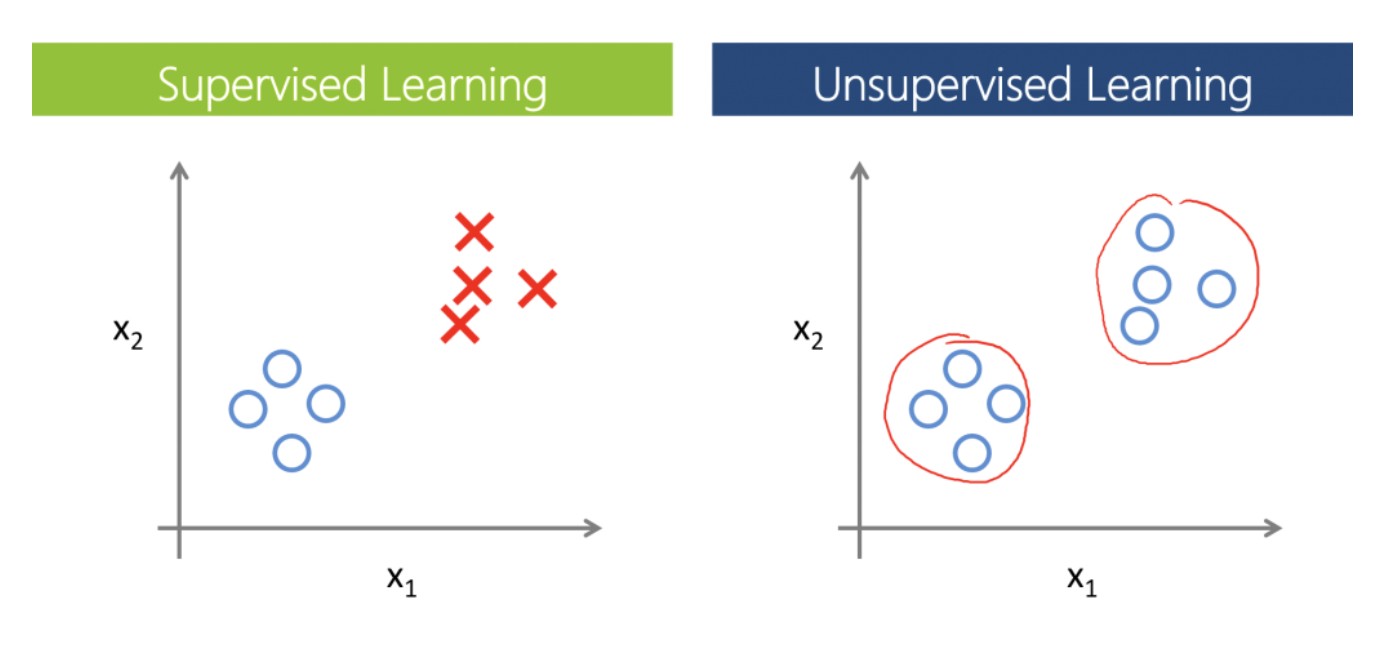 Supervised Learning
Unsupervised Learning
x₂
x₁
x₂
x₁